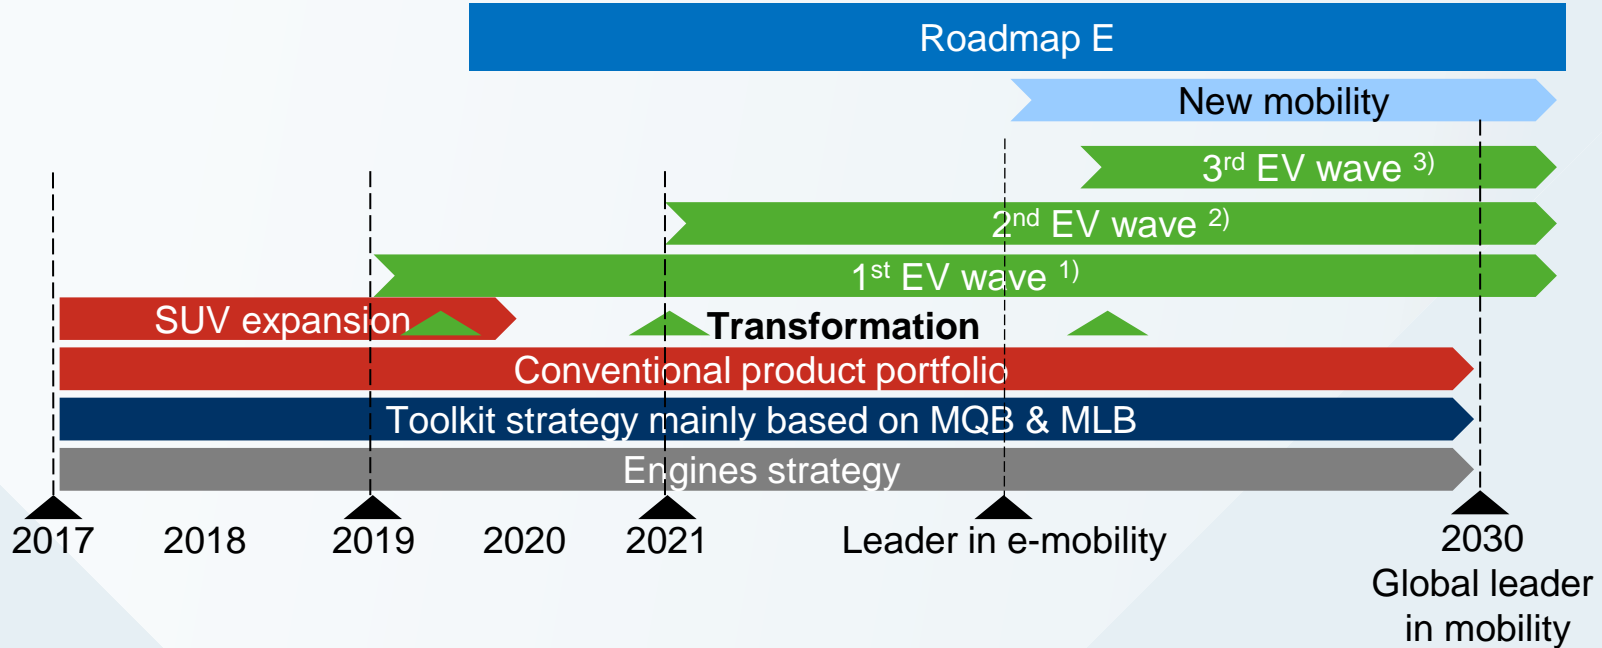 Roadmap E
New mobility
3rd EV wave 3)
2nd EV wave 2)
1st EV wave 1)
SUV expansion
Transformation
Conventional product portfolio
Toolkit strategy mainly based on MQB & MLB
Engines strategy
2017 2018 2019 2020 2021 Leader in e-mobility 2030
Global leader
in mobility